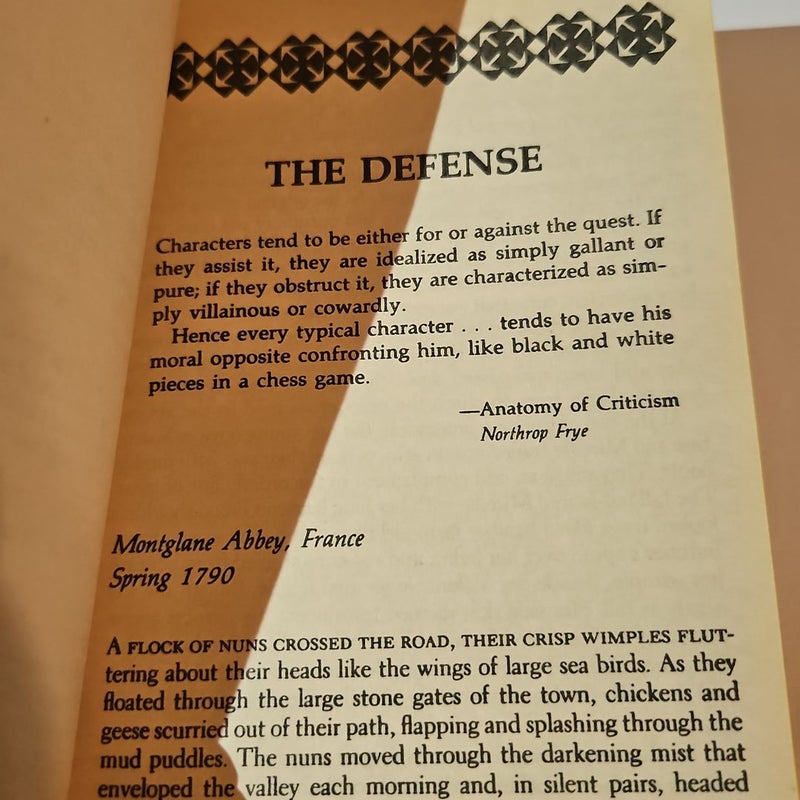 THE DEFENSE
Characters tend to be either for or against the quest. If
they assist it, they are idealized as simply gallant or
pure; if they obstruct it, they are characterized as sim-
ply villainous or cowardly.
Hence every typical character . . . tends to have his
moral opposite confronting him, like black and white
pieces in a chess game.
—Anatomy of Criticism
Northrop Frye
Montglane Abbey, France
Spring 1790
A FLOCK OF NUNS CROSSED THE ROAD, THEIR CRISP WIMPLES FLUT-
tering about their heads like the wings of large sea birds. As they
floated through the large stone gates of the town, chickens and
geese scurried out of their path, flapping and splashing through the
mud puddles. The nuns moved through the darkening mist that
enveloped the valley each morning and, in silent pairs, headed